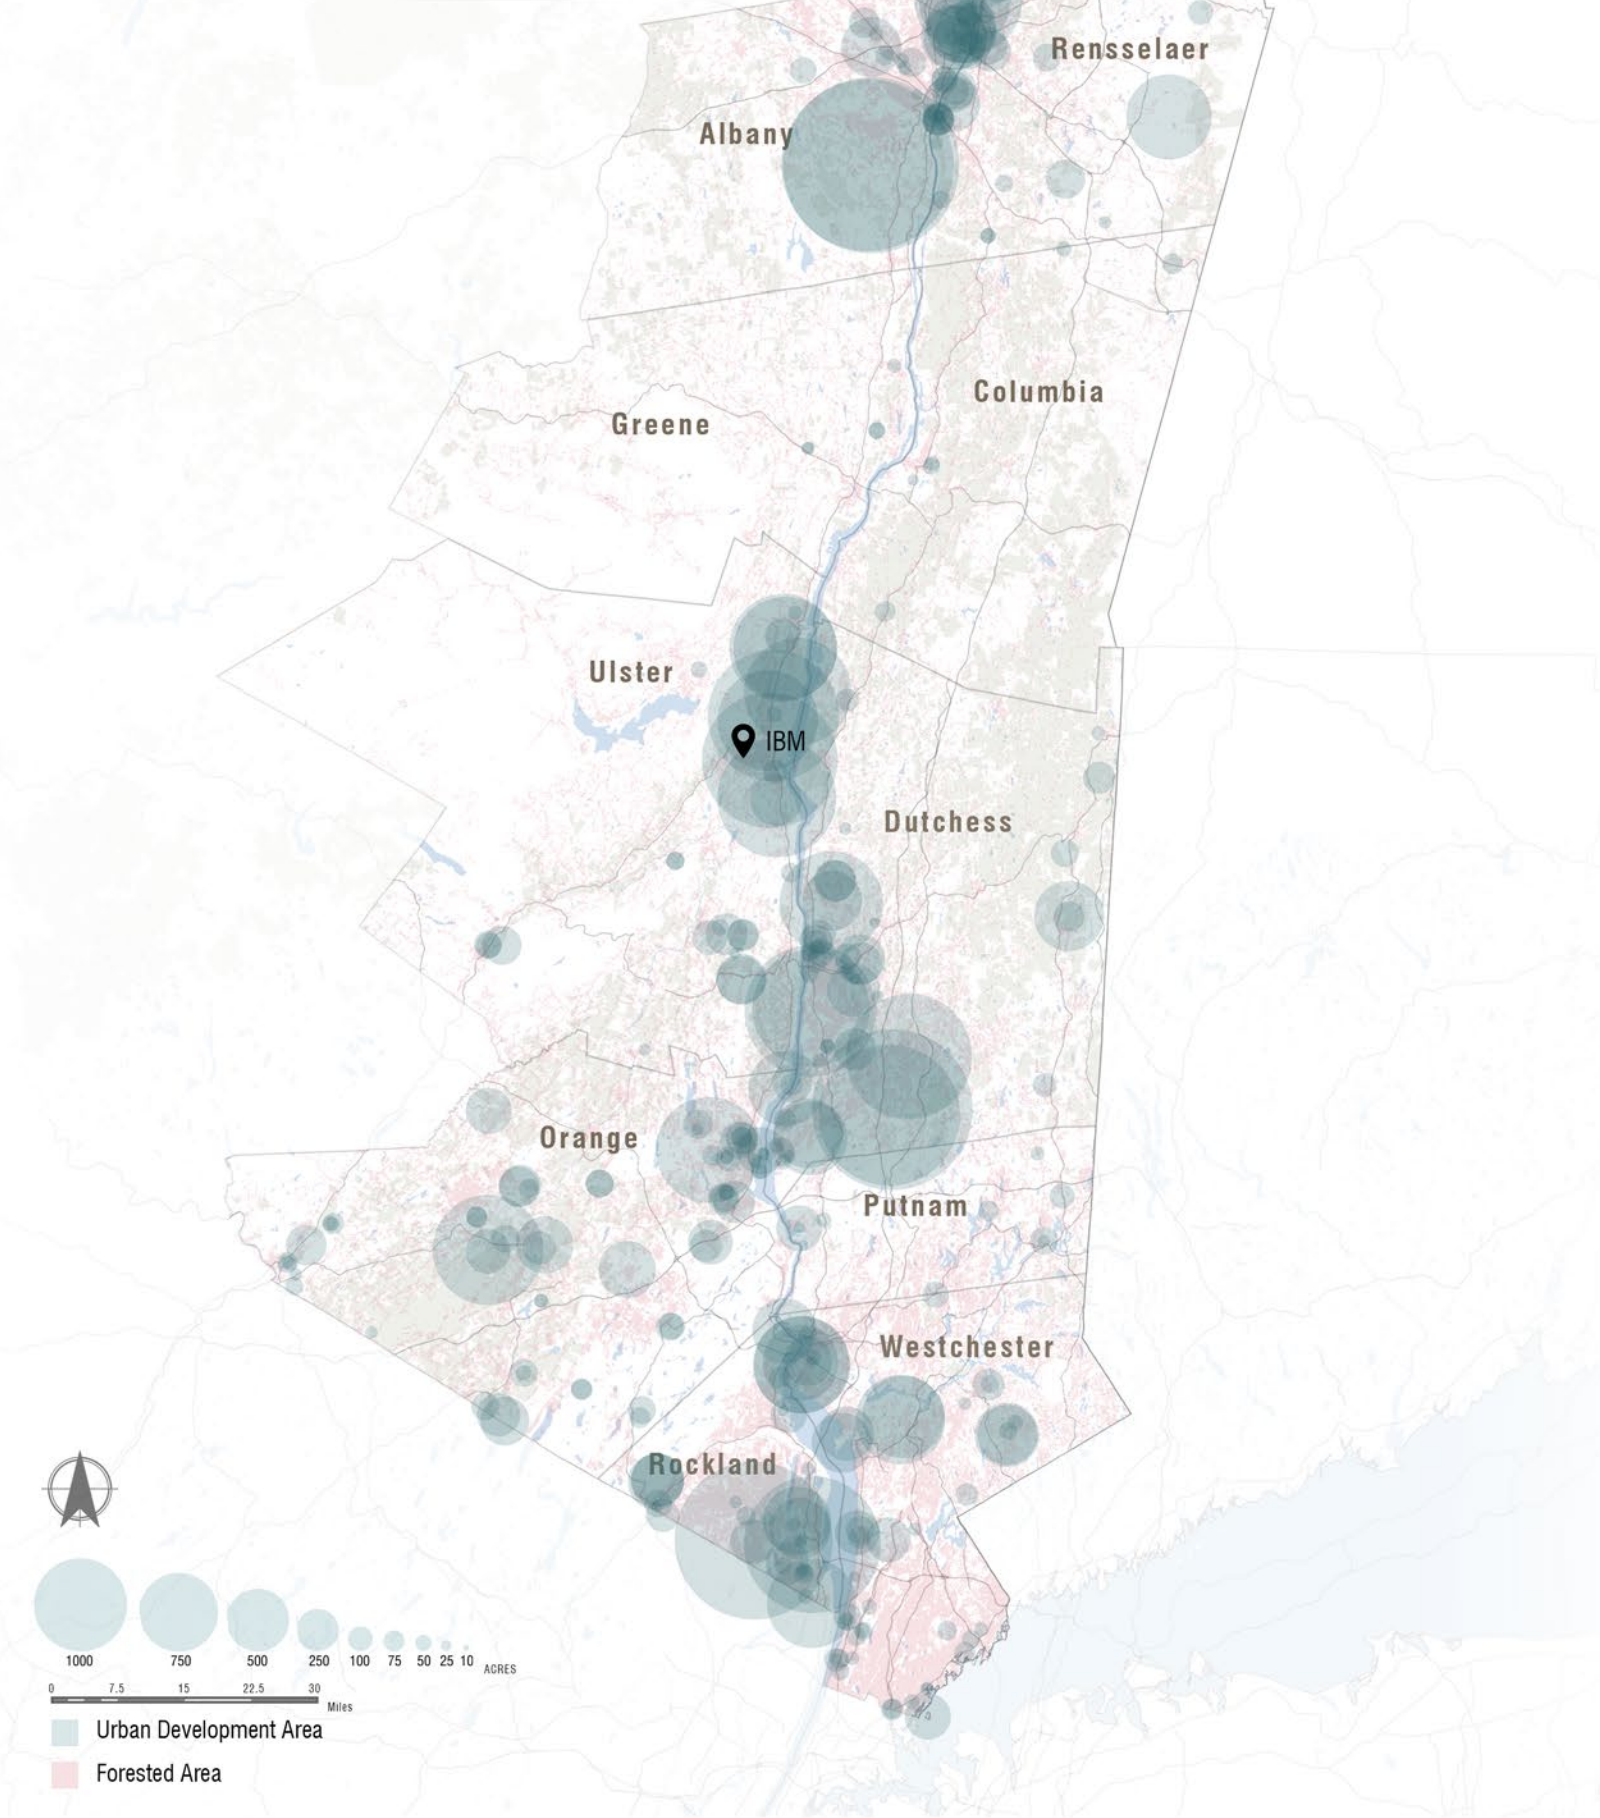 Rensselaer
Albany
Columbia
Greene
Ulster
IBM
Dutchess
Orange
Putnam
Westchester
Rockland
1000 750 500 250 100 75 50 25 10 ACRES
0 7.5 15 22.5 30
Miles
Urban Development Area
Forested Area